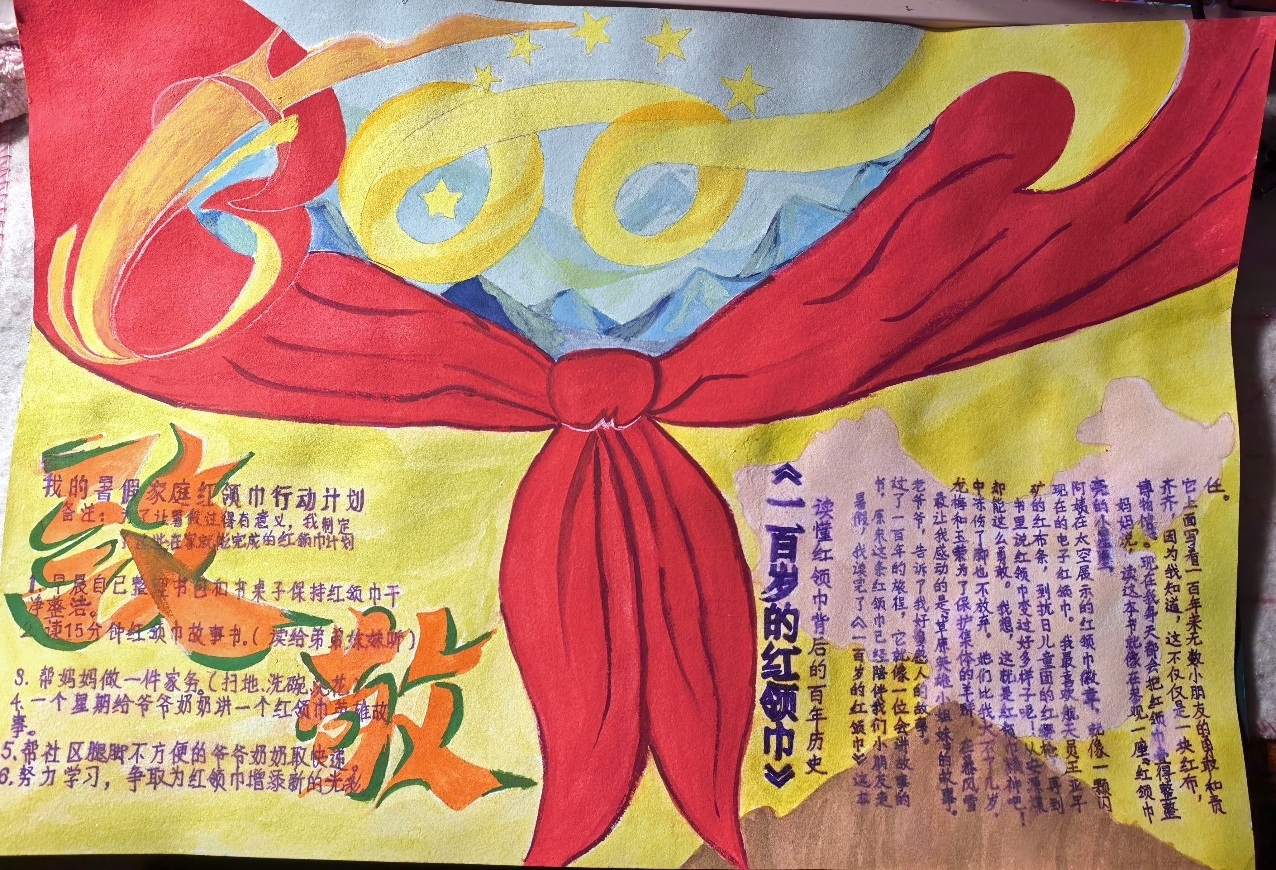 100
致敬
我的暑假家庭红领巾行动计划
备注：为了让暑假过得有意义，我制定
在家就能完成的红领巾计划
1.早晨自己整理书包和书桌子保持红领巾干
净整洁。
2.读15分钟红领巾故事书。(读给弟弟妹妹听)
3.帮妈妈做一件家务。(扫地、洗碗、浇花)
4.一个星期给爷爷奶奶讲一个红领巾英雄故
事。
5.帮社区腿脚不方便的爷爷奶奶取快递。
6.努力学习，争取为红领巾增添新的光彩。
《一百岁的红领巾》
读懂红领巾背后的百年历史
暑假，我读完了《一百岁的红领巾》这本
书，原来这条红领巾已经陪伴我们小朋友走
过了一百年的旅程，它就像一位会讲故事的
老爷爷，告诉了我好多感人的故事。
最让我感动的是草原英雄小姐妹的故事。
龙梅和玉荣为了保护集体的羊群，在暴风雪
中冻伤了脚也不放弃。她们比我大不了几岁，
却能这么勇敢。我想，这就是红领巾精神吧！
书里说红领巾变过好多样子呢！从安源煤
矿的红布条，到抗日儿童团的红缨枪，再到
现在的电子红领巾。我最喜欢航天员王亚平
阿姨在太空展示的红领巾徽章，就像一颗闪
亮的小星星
妈妈说，读这本书就像在参观一座“红领巾
博物馆”。现在我每天都会把红领巾叠得整整
齐齐，因为我知道，这不仅仅是一块红布，
它上面写着一百年来无数小朋友的勇敢和责
任。